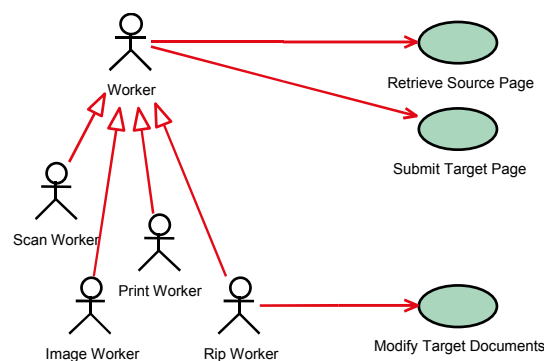 Worker
Retrieve Source Page
Submit Target Page
Scan Worker
Print Worker
Image Worker
Rip Worker
Modify Target Documents